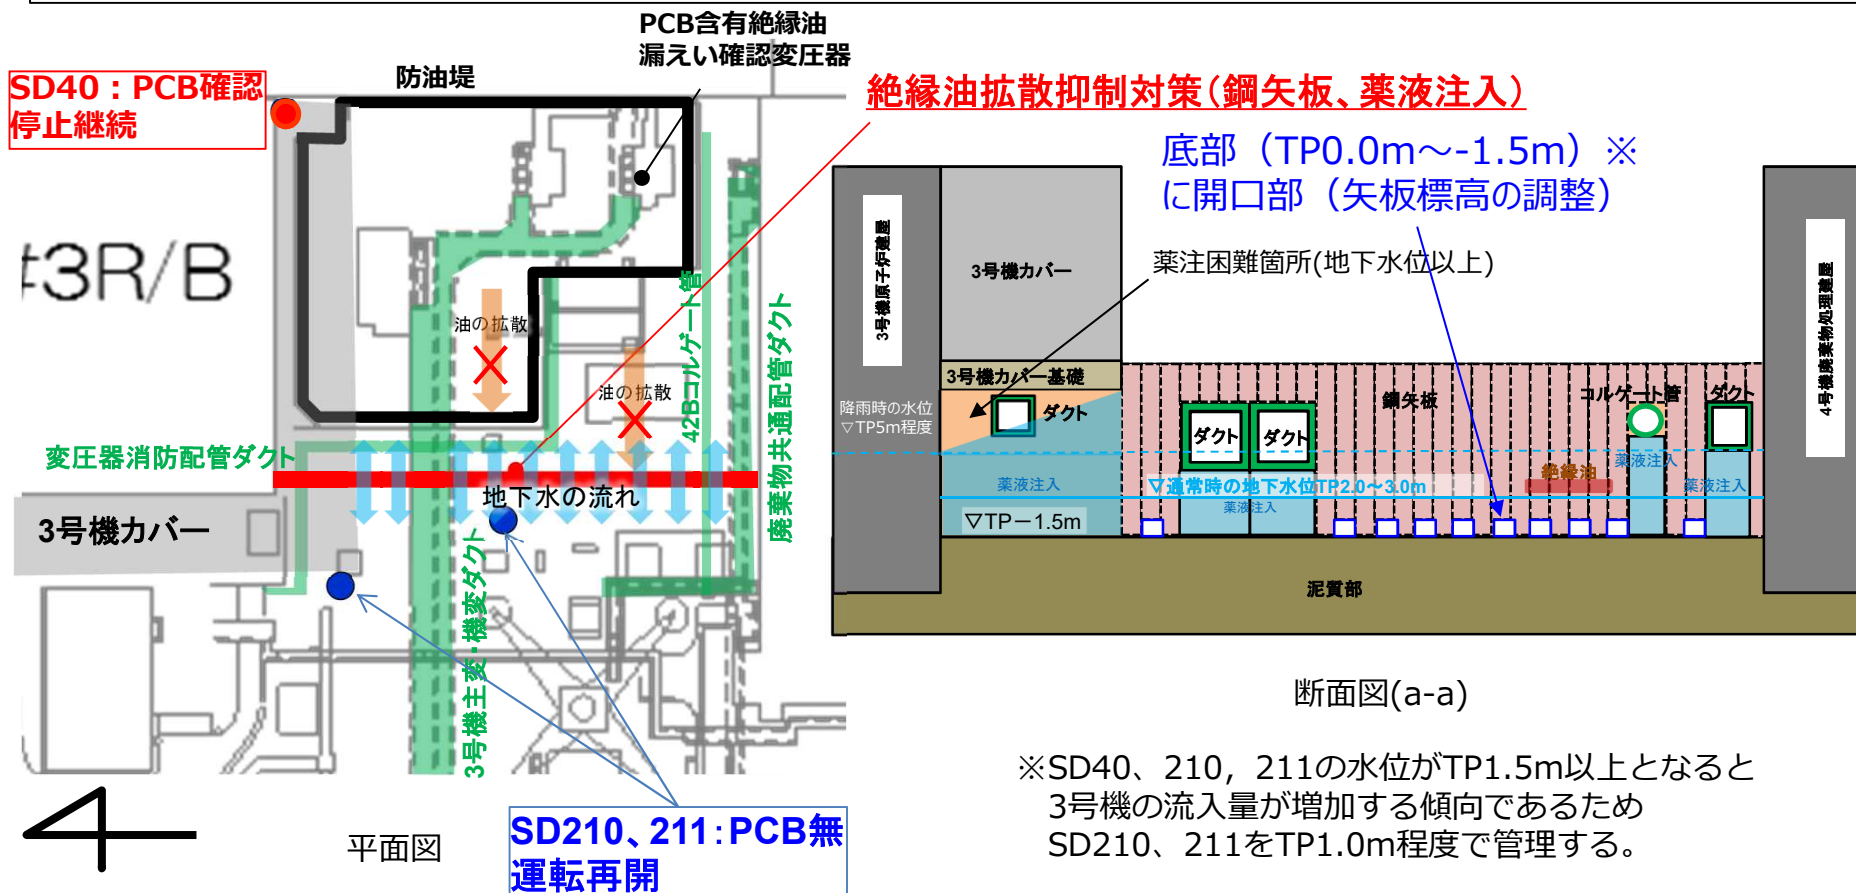 PCB含有絶縁油
漏えい確認変圧器
防油堤
SD40：PCB確認
停止継続
絶縁油拡散抑制対策（鋼矢板、薬液注入）
底部（TP0.0m～-1.5m）※
に開口部（矢板標高の調整）
薬注困難箇所(地下水位以上)
#3R/B
油の拡散
油の拡散
42Bコルゲート管
廃棄物共通配管ダクト
変圧器消防配管ダクト
地下水の流れ
3号機カバー
3号機主変・機変ダクト
SD210、211：PCB無
運転再開
平面図
3号機原子炉建屋
3号機カバー
3号機カバー基礎
ダクト
降雨時の水位
▽TP5m程度
薬液注入
▽TP－1.5m
ダクト
ダクト
▽通常時の地下水位TP2.0～3.0m
薬液注入
鋼矢板
絶縁油
コルゲート管
薬液注入
ダクト
薬液注入
4号機廃棄物処理建屋
泥質部
断面図(a-a)
※SD40、210，211の水位がTP1.5m以上となると
3号機の流入量が増加する傾向であるため
SD210、211をTP1.0m程度で管理する。